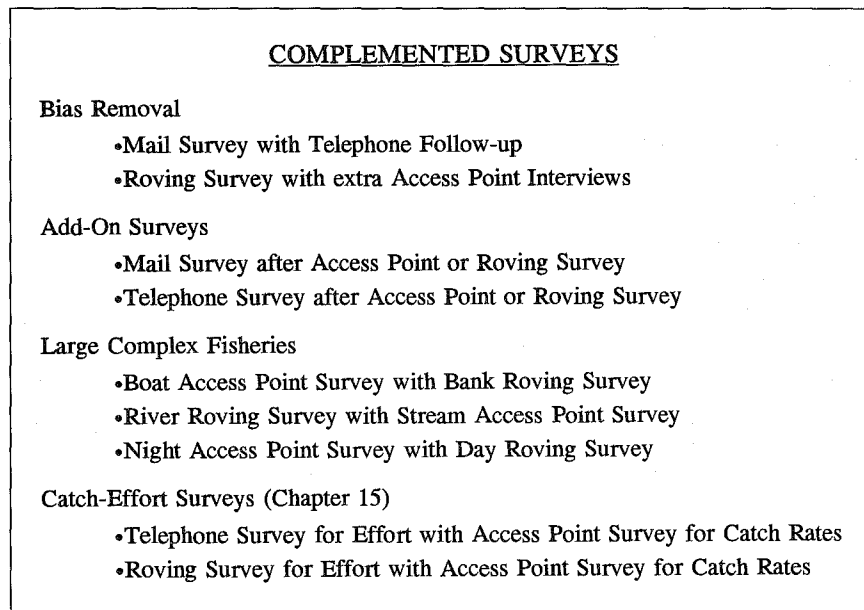 COMPLEMENTED SURVEYS
Bias Removal
•Mail Survey with Telephone Follow-up
•Roving Survey with extra Access Point Interviews
Add-On Surveys
•Mail Survey after Access Point or Roving Survey
•Telephone Survey after Access Point or Roving Survey
Large Complex Fisheries
•Boat Access Point Survey with Bank Roving Survey
•River Roving Survey with Stream Access Point Survey
•Night Access Point Survey with Day Roving Survey
Catch-Effort Surveys (Chapter 15)
•Telephone Survey for Effort with Access Point Survey for Catch Rates
•Roving Survey for Effort with Access Point Survey for Catch Rates